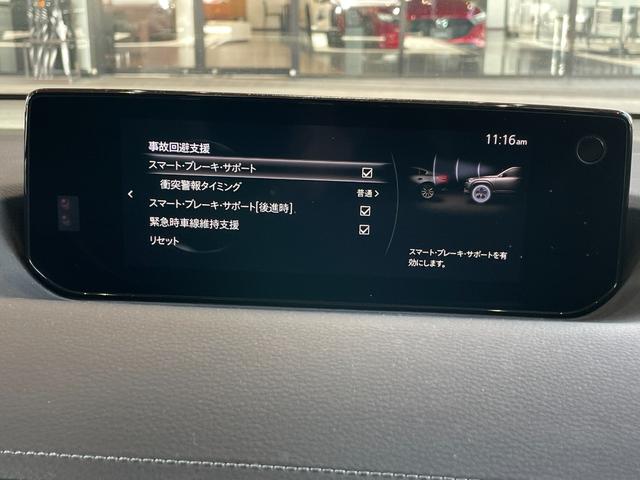 11:16am
事故回避支援
スマート・ブレーキ・サポート
衝突警報タイミング
普通
スマート・ブレーキ・サポート[後進時]
緊急時車線維持支援
リセット
スマート・ブレーキ・サポートを有
効にします。